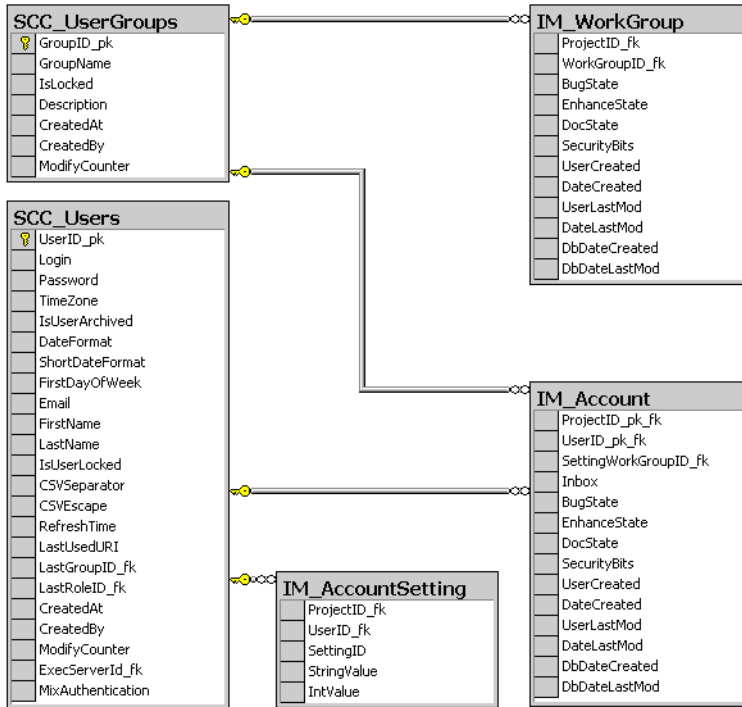 SCC_UserGroups
GroupID_pk
GroupName
IsLocked
Description
CreatedAt
CreatedBy
ModifyCounter
SCC_Users
UserID_pk
Login
Password
TimeZone
IsUserArchived
DateFormat
ShortDateFormat
FirstDayOfWeek
Email
FirstName
LastName
IsUserLocked
CSVSeparator
CSVEscape
RefreshTime
LastUsedURI
LastGroupID_fk
LastRoleID_fk
CreatedAt
CreatedBy
ModifyCounter
ExecServerId_fk
MixAuthentication
IM_AccountSetting
ProjectID_fk
UserID_fk
SettingID
StringValue
IntValue
IM_WorkGroup
ProjectID_fk
WorkGroupID_fk
BugState
EnhanceState
DocState
SecurityBits
UserCreated
DateCreated
UserLastMod
DateLastMod
DbDateCreated
DbDateLastMod
IM_Account
ProjectID_pk_fk
UserID_pk_fk
SettingWorkGroupID_fk
Inbox
BugState
EnhanceState
DocState
SecurityBits
UserCreated
DateCreated
UserLastMod
DateLastMod
DbDateCreated
DbDateLastMod